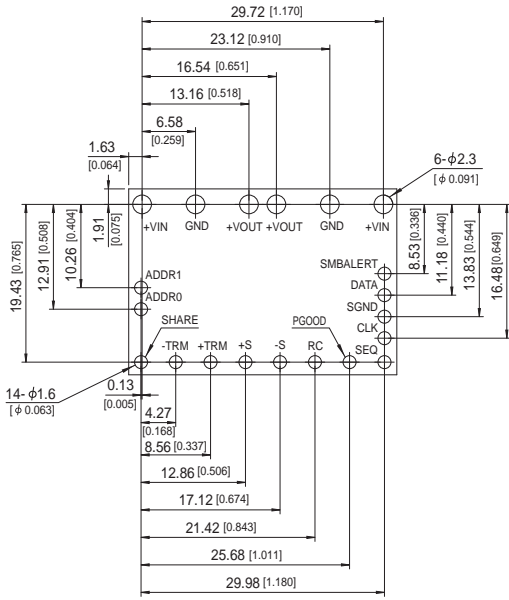 29.72 [1.170]
23.12 [0.910]
16.54 [0.651]
13.16 [0.518]
6.58
[0.259]
1.63
[0.064]
6-ϕ2.3
[ϕ 0.091]
1.91
[0.075]
+VIN GND +VOUT +VOUT GND +VIN
19.43 [0.765]
12.91 [0.508]
10.26 [0.404]
8.53 [0.336]
11.18 [0.440]
13.83 [0.544]
16.48 [0.649]
SMBALERT
ADDR1
DATA
ADDR0
SGND
SHARE
PGOOD
CLK
-TRM +TRM +S -S RC SEQ
14-ϕ1.6
[ϕ 0.063]
0.13
[0.005]
4.27
[0.168]
8.56 [0.337]
12.86 [0.506]
17.12 [0.674]
21.42 [0.843]
25.68 [1.011]
29.98 [1.180]